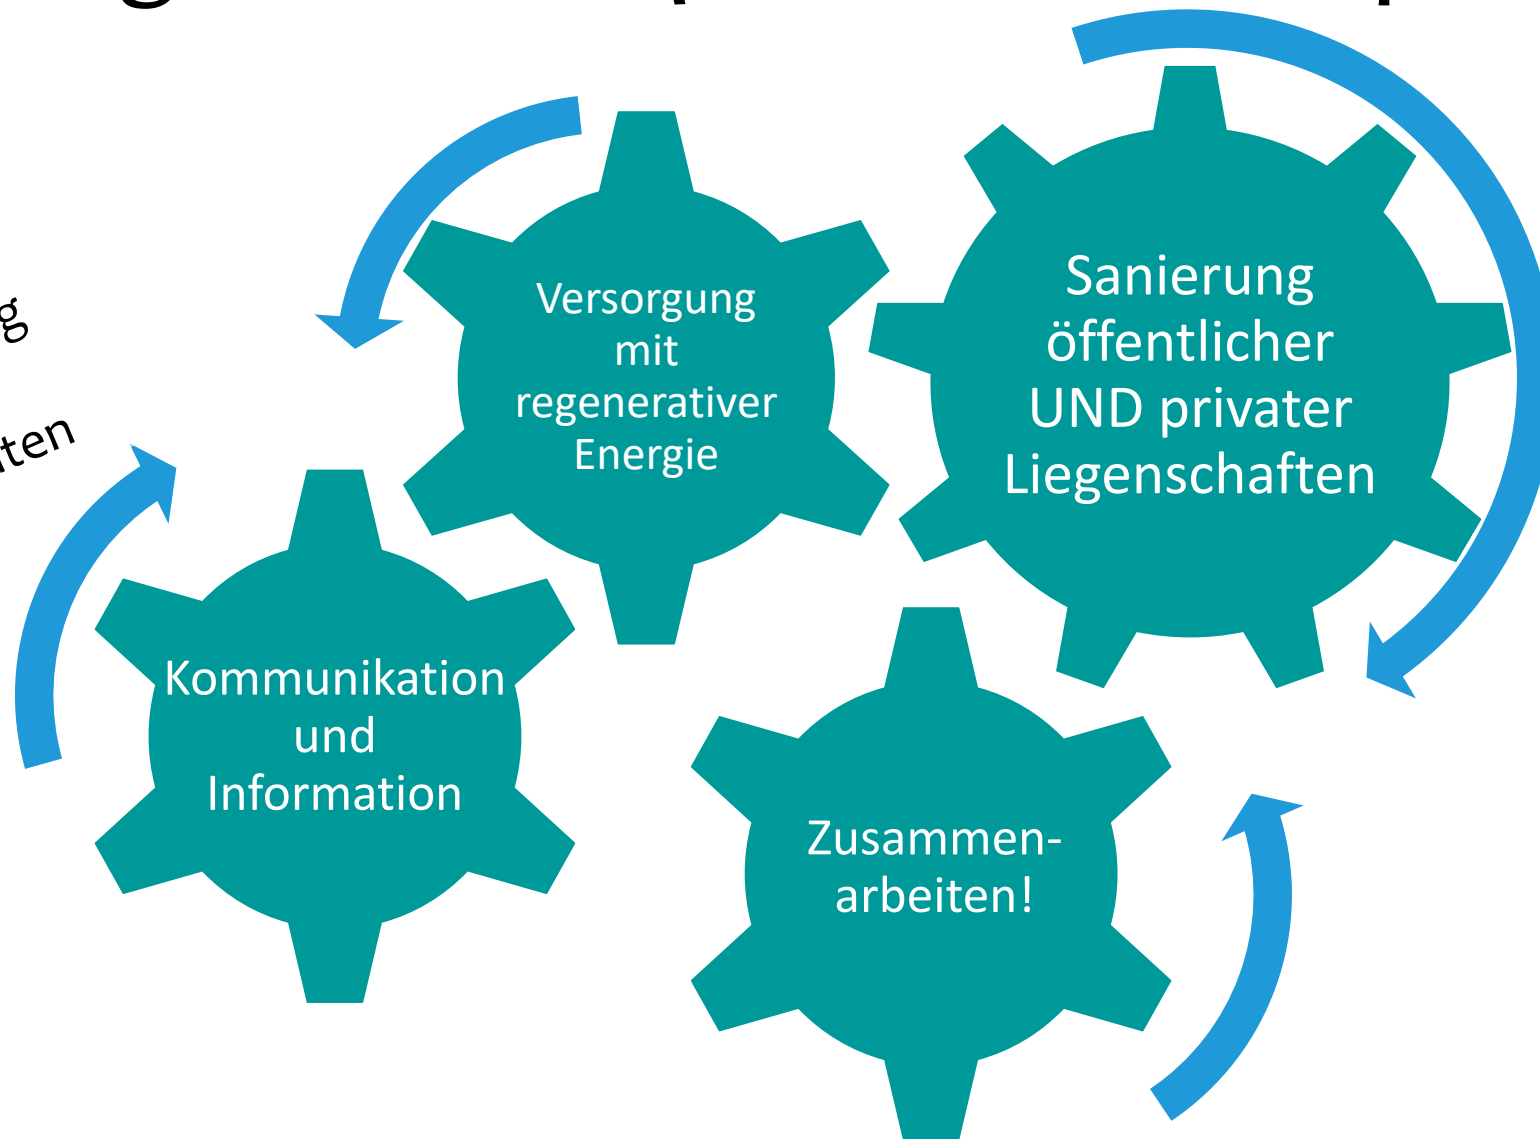 Versorgung
mit
regenerativer
Energie
Sanierung
öffentlicher
UND privater
Liegenschaften
Kommunikation
und
Information
Zusammen-
arbeiten!